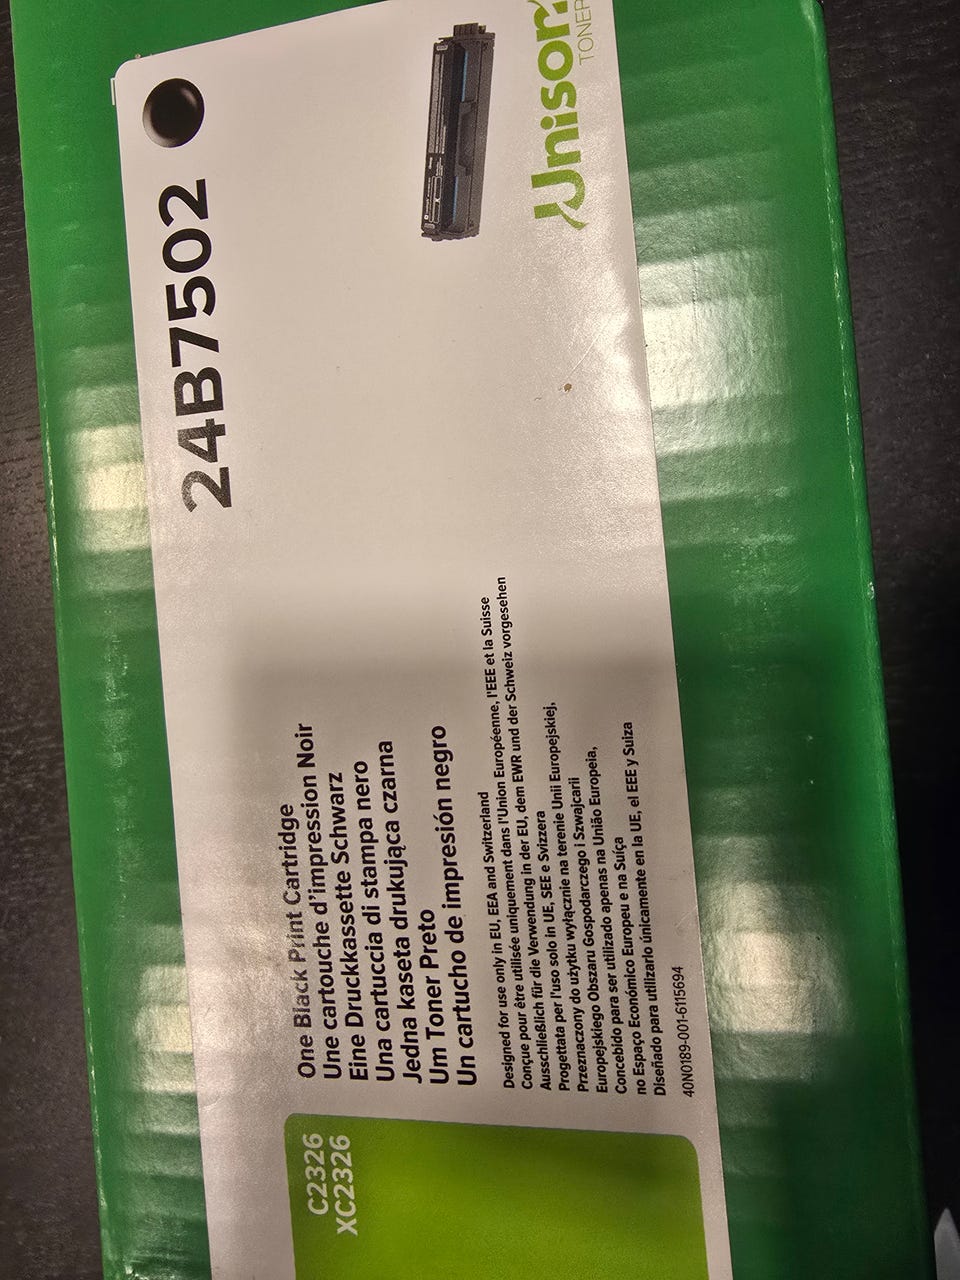 24B7502
Unison
TONER
One Black Print Cartridge
Une cartouche d'impression Noir
Eine Druckkassette Schwarz
Una cartuccia di stampa nero
Jedna kaseta drukująca czarna
Um Toner Preto
Un cartucho de impresión negro
Designed for use only in EU, EEA and Switzerland
Conçue pour être utilisée uniquement dans l'Union Européenne, l'EEE et la Suisse
Ausschließlich für die Verwendung in der EU, dem EWR und der Schweiz vorgesehen
Progettata per l'uso solo in UE, SEE e Svizzera
Przeznaczony do użytku wyłącznie na terenie Unii Europejskiej,
Europejskiego Obszaru Gospodarczego i Szwajcarii
Concebido para ser utilizado apenas na União Europeia,
no Espaço Económico Europeu e na Suíça
Diseñado para utilizarlo únicamente en la UE, el EEE y Suiza
40N0189-001-6115694
C2326
XC2326